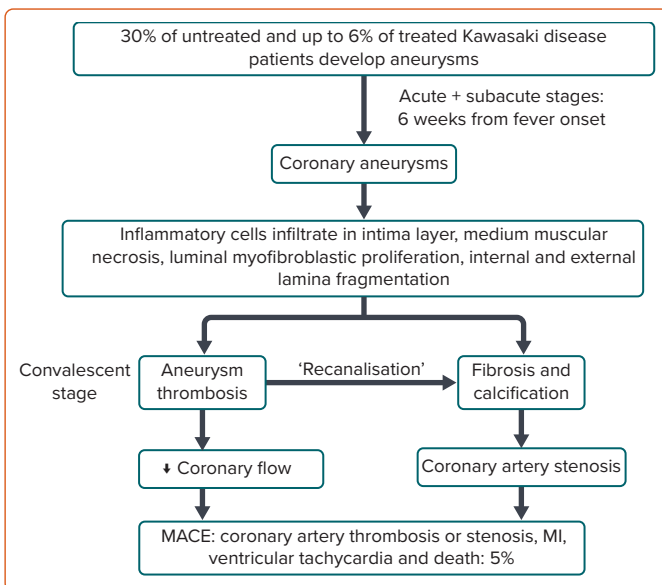 30% of untreated and up to 6% of treated Kawasaki disease
patients develop aneurysms
Acute + subacute stages:
6 weeks from fever onset
Coronary aneurysms
Inflammatory cells infiltrate in intima layer, medium muscular
necrosis, luminal myofibroblastic proliferation, internal and external
lamina fragmentation
Convalescent
stage
Aneurysm
thrombosis
‘Recanalisation’
Fibrosis and
calcification
↓ Coronary flow
Coronary artery stenosis
MACE: coronary artery thrombosis or stenosis, MI,
ventricular tachycardia and death: 5%